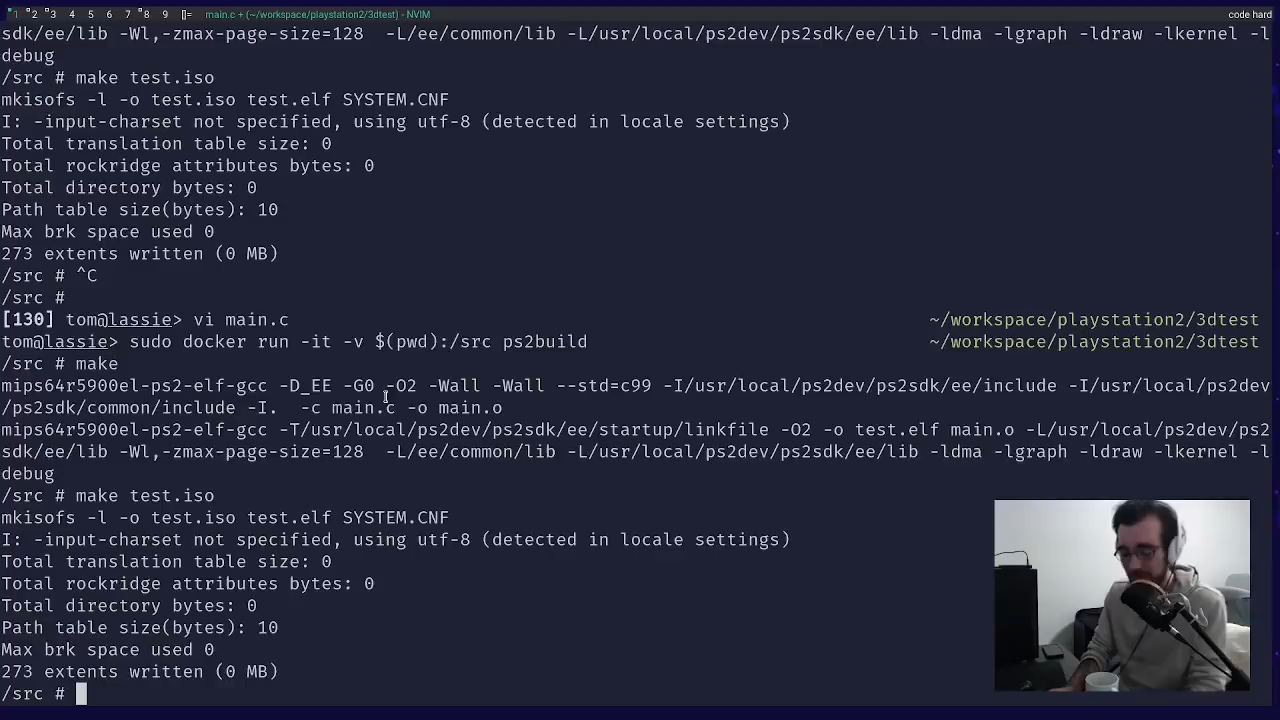 1 2 3 4 5 6 7 8 9 []= main.c + (~/workspace/playstation2/3dtest) - NVIM code hard
sdk/ee/lib -Wl,-zmax-page-size=128  -L/ee/common/lib -L/usr/local/ps2dev/ps2sdk/ee/lib -ldma -lgraph -ldraw -lkernel -l
debug
/src # make test.iso
mkisofs -l -o test.iso test.elf SYSTEM.CNF
I: -input-charset not specified, using utf-8 (detected in locale settings)
Total translation table size: 0
Total rockridge attributes bytes: 0
Total directory bytes: 0
Path table size(bytes): 10
Max brk space used 0
273 extents written (0 MB)
/src # ^C
/src #
[130] tom@lassie> vi main.c ~/workspace/playstation2/3dtest
tom@lassie> sudo docker run -it -v $(pwd):/src ps2build ~/workspace/playstation2/3dtest
/src # make
mips64r5900el-ps2-elf-gcc -D_EE -G0 -O2 -Wall -Wall --std=c99 -I/usr/local/ps2dev/ps2sdk/ee/include -I/usr/local/ps2dev
/ps2sdk/common/include -I.  -c main.c -o main.o
mips64r5900el-ps2-elf-gcc -T/usr/local/ps2dev/ps2sdk/ee/startup/linkfile -O2 -o test.elf main.o -L/usr/local/ps2dev/ps2
sdk/ee/lib -Wl,-zmax-page-size=128  -L/ee/common/lib -L/usr/local/ps2dev/ps2sdk/ee/lib -ldma -lgraph -ldraw -lkernel -l
debug
/src # make test.iso
mkisofs -l -o test.iso test.elf SYSTEM.CNF
I: -input-charset not specified, using utf-8 (detected in locale settings)
Total translation table size: 0
Total rockridge attributes bytes: 0
Total directory bytes: 0
Path table size(bytes): 10
Max brk space used 0
273 extents written (0 MB)
/src #